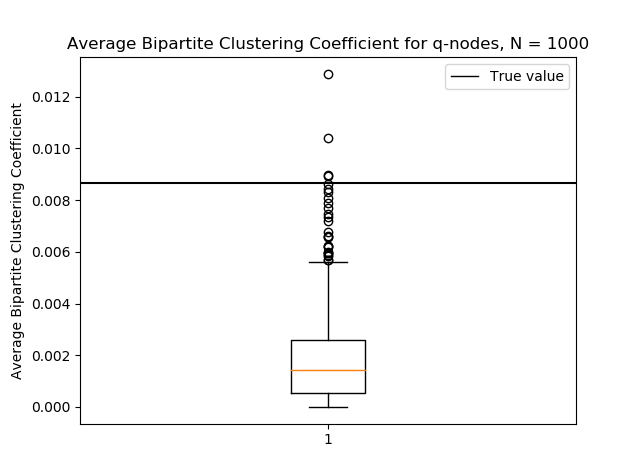 Average Bipartite Clustering Coefficient for q-nodes, N = 1000
True value
Average Bipartite Clustering Coefficient
0.012
0.010
0.008
0.006
0.004
0.002
0.000
1